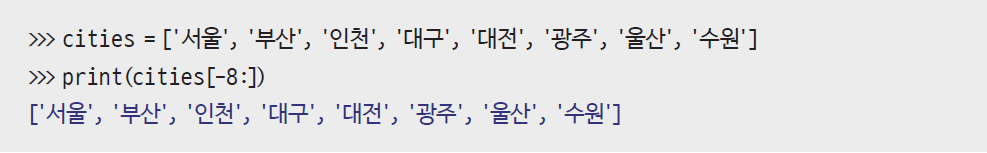 >>> cities = ['서울', '부산', '인천', '대구', '대전', '광주', '울산', '수원']
>>> print(cities[-8:])
['서울', '부산', '인천', '대구', '대전', '광주', '울산', '수원']